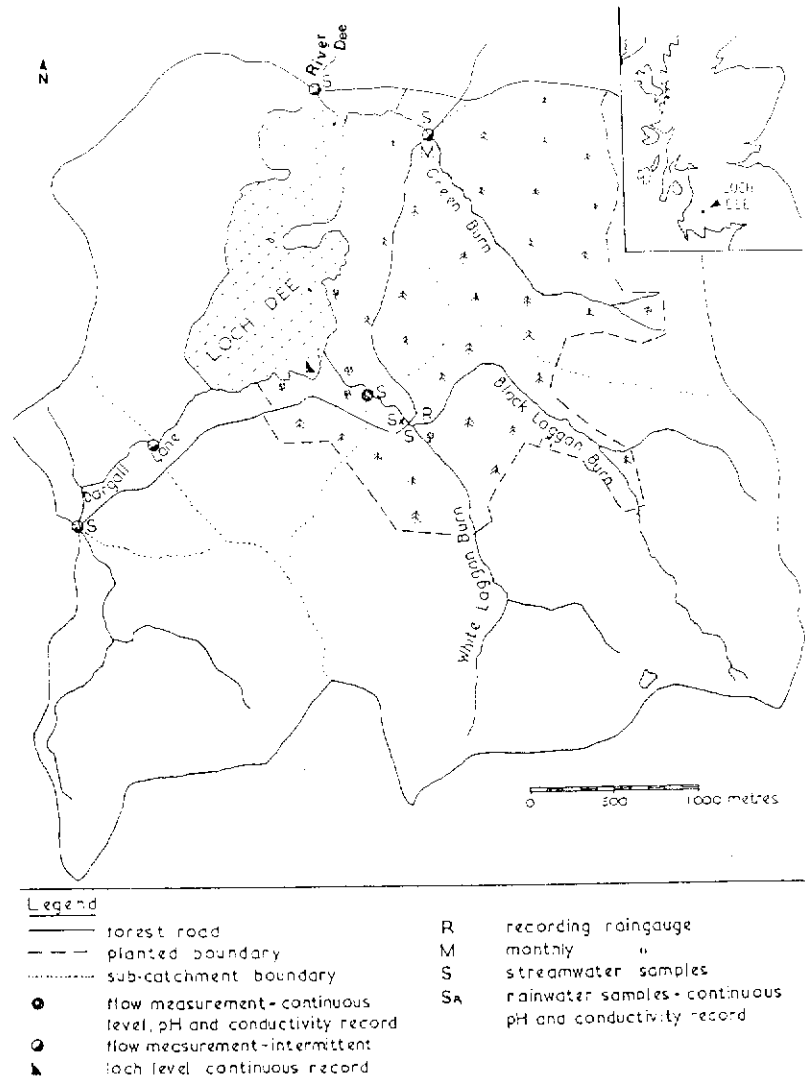 River
Dee
N
S
S
M
Green Burn
LOCH
DEE
LOCH DEE
S
R
SA
S
Black Laggan Burn
Dargall Lane
S
White Laggan Burn
0 500 1000 metres
Legend
forest road
planted boundary
sub-catchment boundary
flow measurement - continuous
level, pH and conductivity record
flow measurement - intermittent
loch level continuous record
R recording raingauge
M monthly "
S streamwater samples
SA rainwater samples - continuous
pH and conductivity record